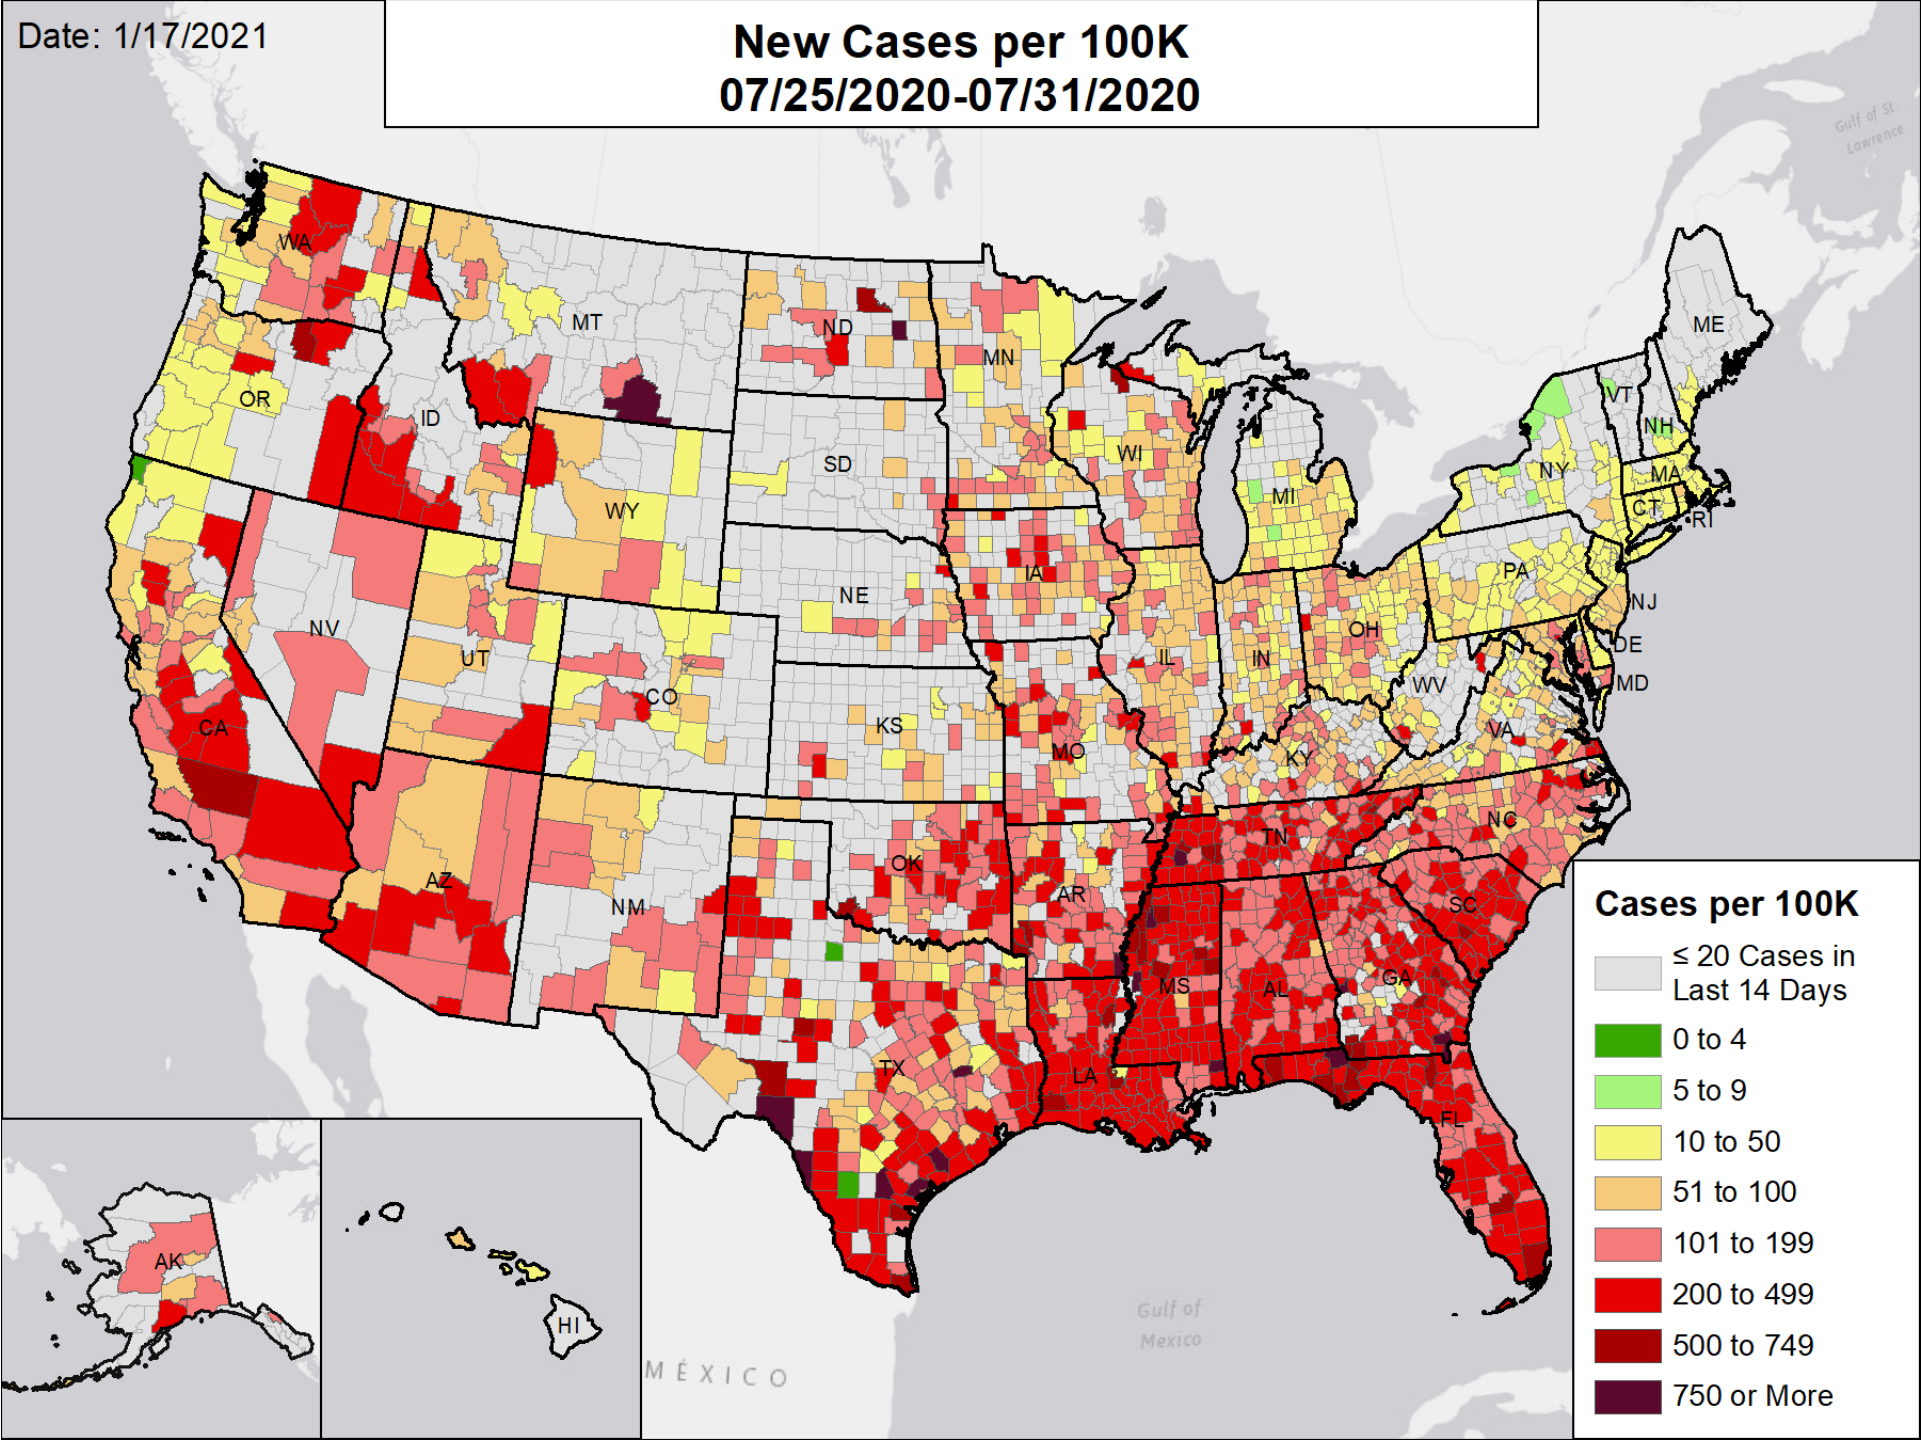 Date: 1/17/2021
New Cases per 100K
07/25/2020-07/31/2020
Gulf of St.
Lawrence
WA
MT
ND
MN
ME
OR
ID
WI
VT
NH
SD
MI
NY
MA
WY
CT
RI
IA
PA
NE
NJ
NV
OH
UT
IL
IN
DE
CO
WV
MD
CA
KS
MO
VA
KY
TN
NC
OK
AZ
AR
NM
SC
MS
AL
GA
TX
LA
FL
AK
HI
Gulf of
Mexico
MÉXICO
Cases per 100K
≤ 20 Cases in
Last 14 Days
0 to 4
5 to 9
10 to 50
51 to 100
101 to 199
200 to 499
500 to 749
750 or More